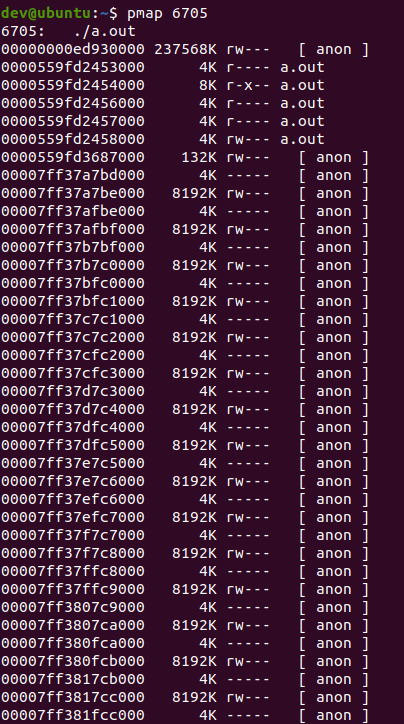 dev@ubuntu:~$ pmap 6705
6705:   ./a.out
00000000ed930000 237568K rw---   [ anon ]
0000559fd2453000      4K r---- a.out
0000559fd2454000      8K r-x-- a.out
0000559fd2456000      4K r---- a.out
0000559fd2457000      4K r---- a.out
0000559fd2458000      4K rw--- a.out
0000559fd3687000    132K rw---   [ anon ]
00007ff37a7bd000      4K -----   [ anon ]
00007ff37a7be000   8192K rw---   [ anon ]
00007ff37afbe000      4K -----   [ anon ]
00007ff37afbf000   8192K rw---   [ anon ]
00007ff37b7bf000      4K -----   [ anon ]
00007ff37b7c0000   8192K rw---   [ anon ]
00007ff37bfc0000      4K -----   [ anon ]
00007ff37bfc1000   8192K rw---   [ anon ]
00007ff37c7c1000      4K -----   [ anon ]
00007ff37c7c2000   8192K rw---   [ anon ]
00007ff37cfc2000      4K -----   [ anon ]
00007ff37cfc3000   8192K rw---   [ anon ]
00007ff37d7c3000      4K -----   [ anon ]
00007ff37d7c4000   8192K rw---   [ anon ]
00007ff37dfc4000      4K -----   [ anon ]
00007ff37dfc5000   8192K rw---   [ anon ]
00007ff37e7c5000      4K -----   [ anon ]
00007ff37e7c6000   8192K rw---   [ anon ]
00007ff37efc6000      4K -----   [ anon ]
00007ff37efc7000   8192K rw---   [ anon ]
00007ff37f7c7000      4K -----   [ anon ]
00007ff37f7c8000   8192K rw---   [ anon ]
00007ff37ffc8000      4K -----   [ anon ]
00007ff37ffc9000   8192K rw---   [ anon ]
00007ff3807c9000      4K -----   [ anon ]
00007ff3807ca000   8192K rw---   [ anon ]
00007ff380fca000      4K -----   [ anon ]
00007ff380fcb000   8192K rw---   [ anon ]
00007ff3817cb000      4K -----   [ anon ]
00007ff3817cc000   8192K rw---   [ anon ]
00007ff381fcc000      4K -----   [ anon ]